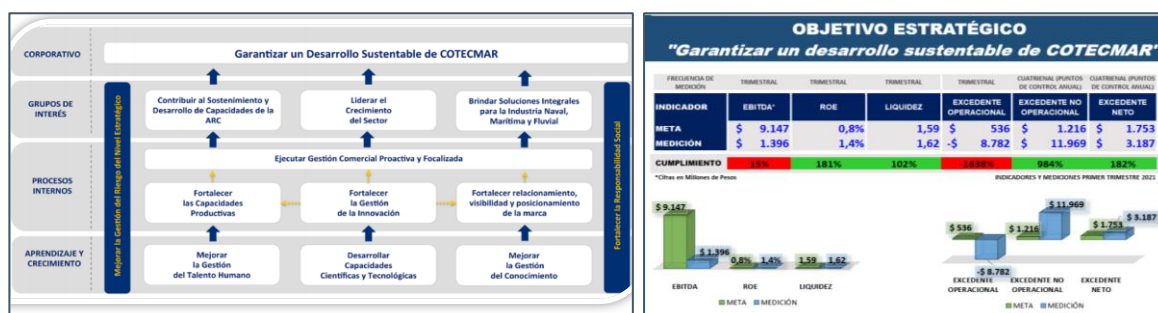 CORPORATIVO
Garantizar un Desarrollo Sustentable de COTECMAR
GRUPOS DE
INTERÉS
Contribuir al Sostenimiento y
Desarrollo de Capacidades de la
ARC
Liderar el
Crecimiento
del Sector
Brindar Soluciones Integrales
para la Industria Naval,
Marítima y Fluvial
Ejecutar Gestión Comercial Proactiva y Focalizada
PROCESOS
INTERNOS
Fortalecer
las Capacidades
Productivas
Fortalecer
la Gestión
de la Innovación
Fortalecer relacionamiento,
visibilidad y posicionamiento
de la marca
APRENDIZAJE Y
CRECIMIENTO
Mejorar
la Gestión
del Talento Humano
Desarrollar
Capacidades
Científicas y Tecnológicas
Mejorar
la Gestión
del Conocimiento
Mejorar la Gestión del Riesgo del Nivel Estratégico
Fortalecer la Responsabilidad Social
OBJETIVO ESTRATÉGICO
"Garantizar un desarrollo sustentable de COTECMAR"
FRECUENCIA DE MEDICIÓN TRIMESTRAL TRIMESTRAL TRIMESTRAL TRIMESTRAL CUATRIENAL (PUNTOS DE CONTROL ANUAL) CUATRIENAL (PUNTOS DE CONTROL ANUAL)
INDICADOR EBITDA* ROE LIQUIDEZ EXCEDENTE OPERACIONAL EXCEDENTE NO OPERACIONAL EXCEDENTE NETO
META $ 9.147 0,8% 1,59 $ 536 $ 1.216 $ 1.753
MEDICIÓN $ 1.396 1,4% 1,62 -$ 8.782 $ 11.969 $ 3.187
CUMPLIMIENTO 15% 181% 102% -1638% 984% 182%
*Cifras en Millones de Pesos
INDICADORES Y MEDICIONES PRIMER TRIMESTRE 2021
$ 9.147
$ 1.396
0,8% 1,4%
1,59 1,62
EBITDA ROE LIQUIDEZ
META MEDICIÓN
$ 536
-$ 8.782
$ 1.216
$ 11.969
$ 1.753
$ 3.187
EXCEDENTE OPERACIONAL
EXCEDENTE NO OPERACIONAL
EXCEDENTE NETO
META MEDICIÓN